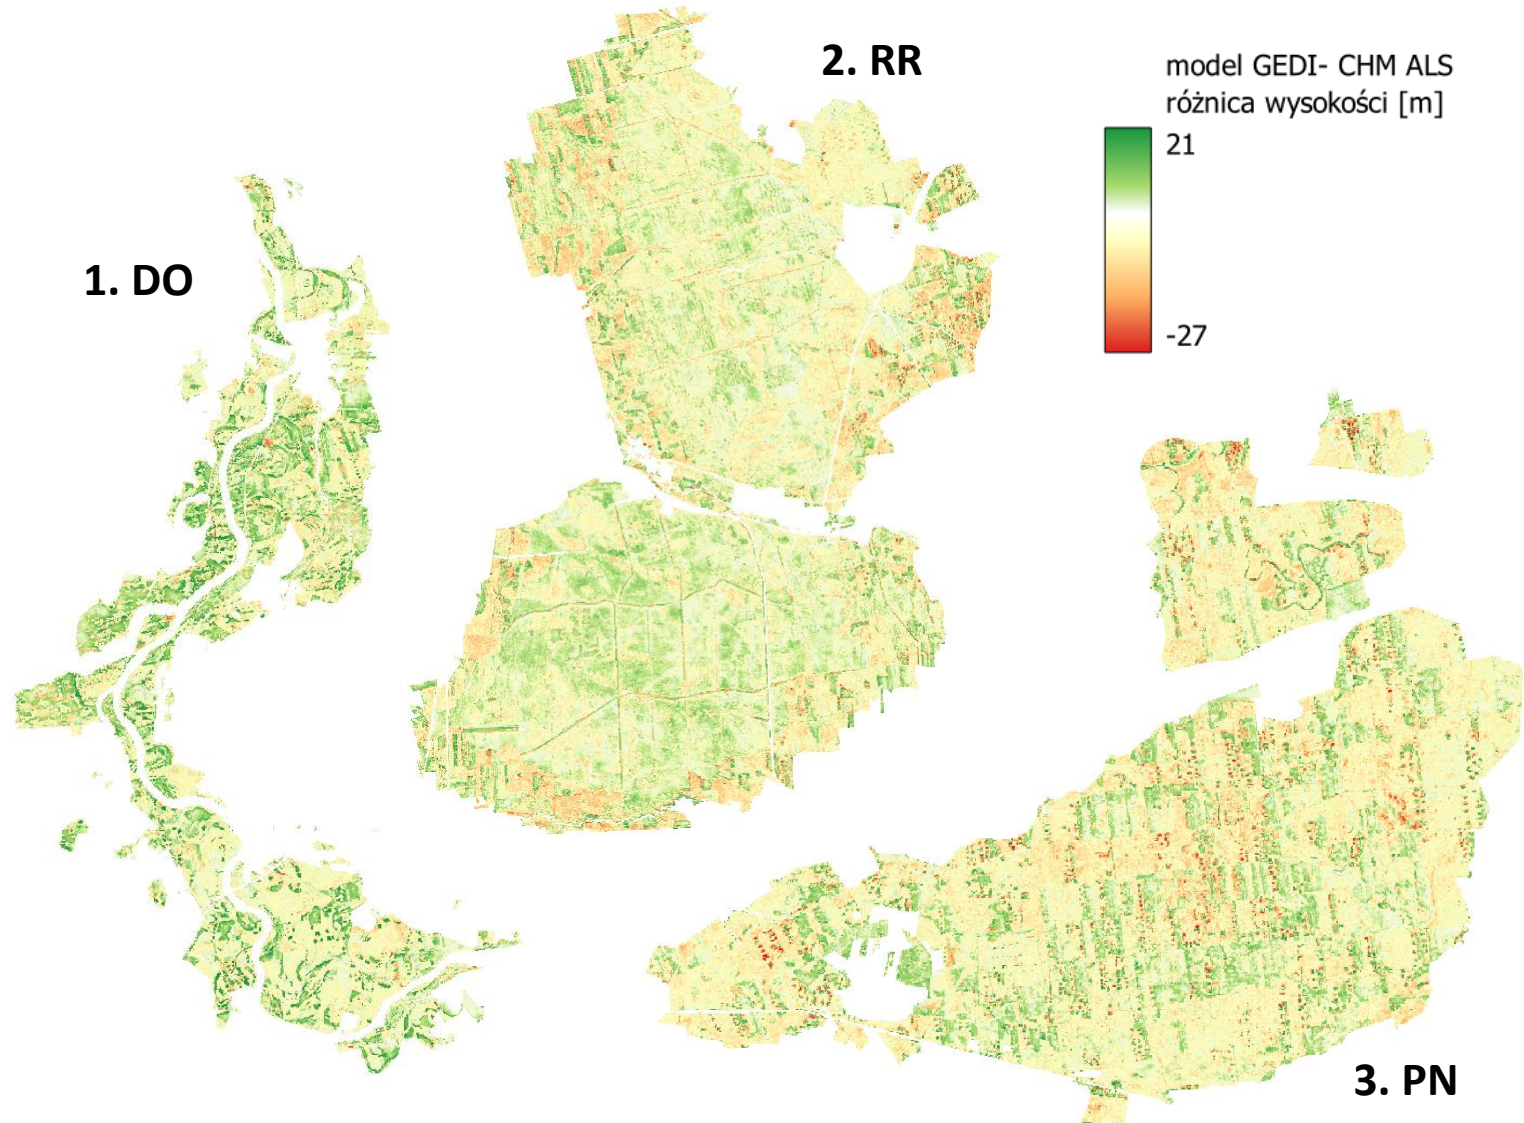 2. RR
model GEDI- CHM ALS
różnica wysokości [m]
21
-27
1. DO
3. PN